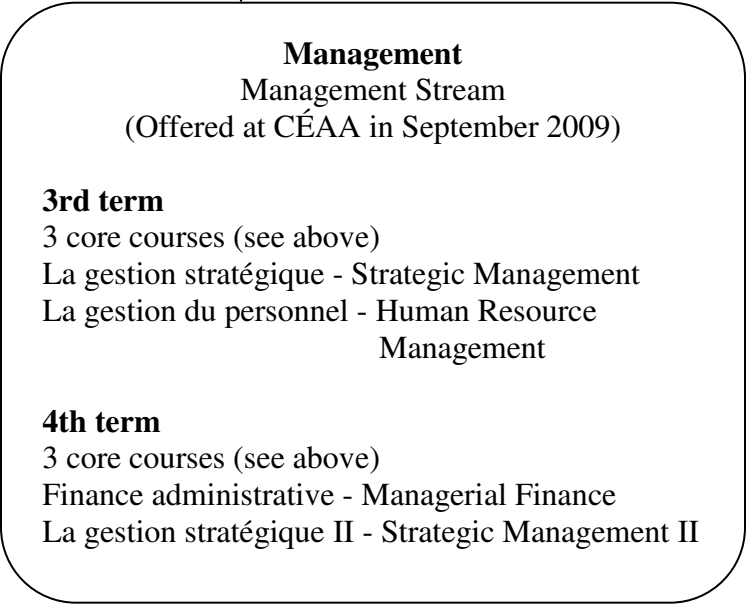 Management
Management Stream
(Offered at CÉAA in September 2009)
3rd term
3 core courses (see above)
La gestion stratégique - Strategic Management
La gestion du personnel - Human Resource
Management
4th term
3 core courses (see above)
Finance administrative - Managerial Finance
La gestion stratégique II - Strategic Management II